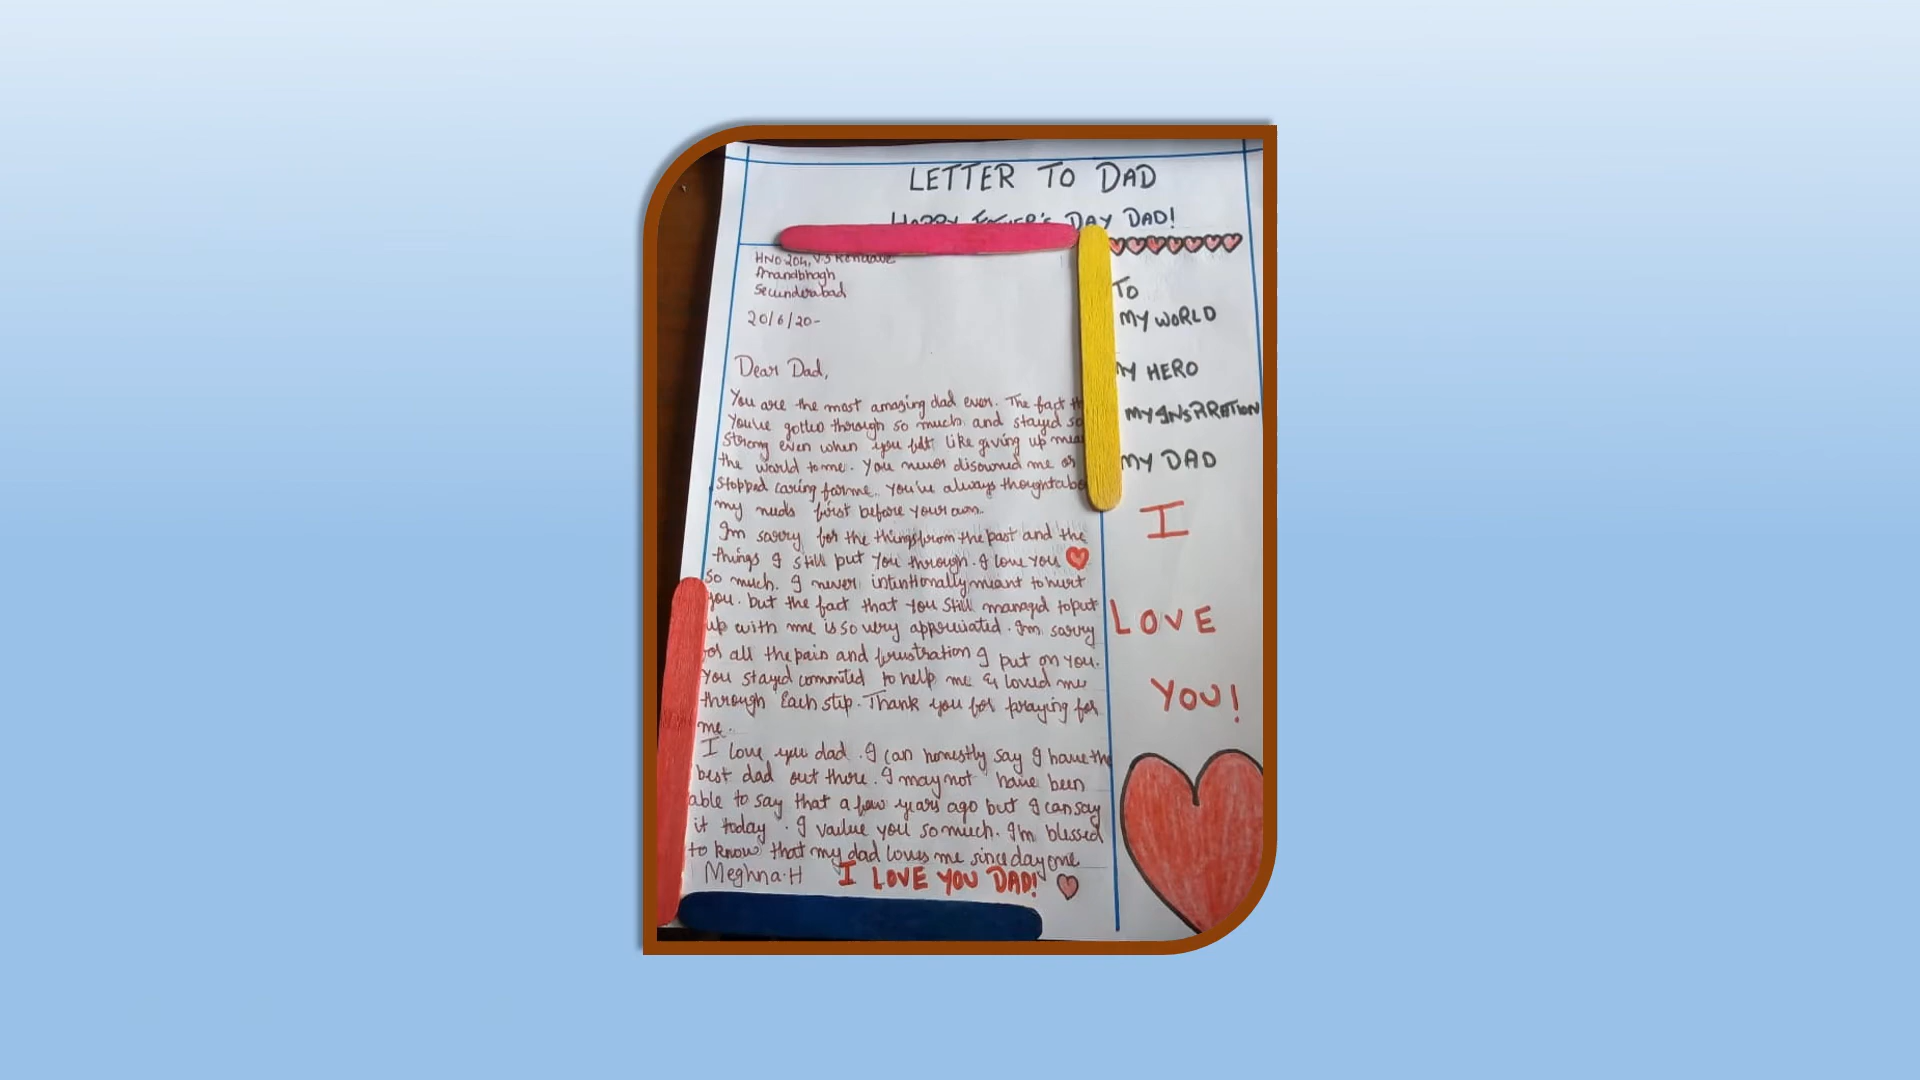 LETTER TO DAD
HAPPY FATHER'S DAY DAD!
HNO 204, V.S
Anandbhagh
Secunderabad
20/6/20-
Dear Dad,
You are the most amazing dad ever. The fact th
You've gotten through so much and stayed so
strong even when you felt like giving up mea
the world to me. You never disowned me or
stopped caring for me. You've always thought abo
my needs first before your own.
I'm sorry for the things from the past and the
things I still put you through. I love you
so much. I never intentionally meant to hurt
you. but the fact that you still managed to put
up with me is so very appreciated. I'm sorry
for all the pain and frustration I put on you.
You stayed commited to help me & loved me
through Each step. Thank you for praying for
me.
I love you dad. I can honestly say I have the
best dad out there. I may not have been
able to say that a few years ago but I can say
it today. I value you so much. I'm blessed
to know that my dad loves me since day one
Meghna.H I LOVE YOU DAD!
TO
MY WORLD
MY HERO
MY INSPIRATION
MY DAD
I
LOVE
YOU!